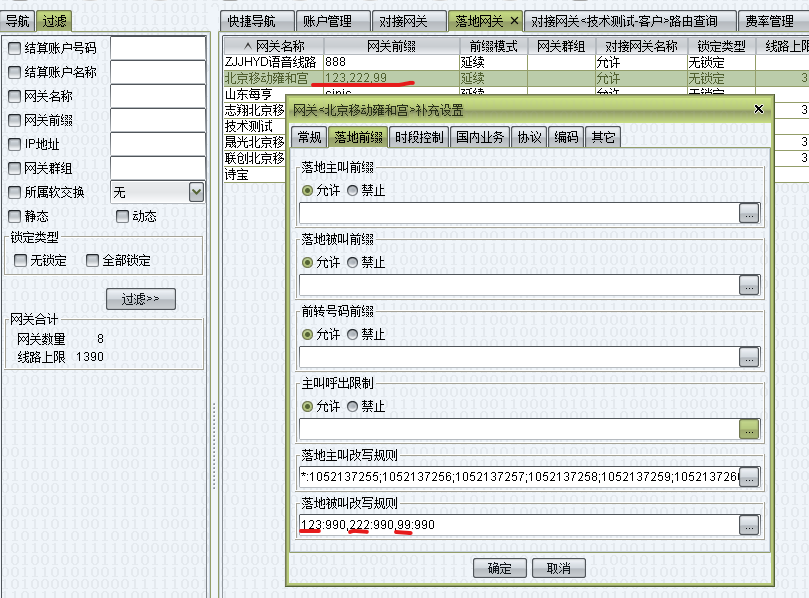 导航 过滤
快捷导航 账户管理 对接网关 落地网关 对接网关<技术测试-客户>路由查询 费率管理
结算账户号码
结算账户名称
网关名称
网关前缀
IP地址
网关群组
所属软交换 无
静态 动态
锁定类型
无锁定 全部锁定
过滤>>
网关合计
网关数量 8
线路上限 1390
网关名称 网关前缀 前缀模式 网关群组 对接网关名称 锁定类型 线路上限
ZJJHYD语音线路 888 延续 允许 无锁定
北京移动雍和宫 123,222,99 延续 允许 无锁定 3
山东每亨
志翔北京移 3
技术测试
晟光北京移 3
联创北京移 3
诗宝
网关<北京移动雍和宫>补充设置
常规 落地前缀 时段控制 国内业务 协议 编码 其它
落地主叫前缀
允许 禁止
...
落地被叫前缀
允许 禁止
...
前转号码前缀
允许 禁止
...
主叫呼出限制
允许 禁止
...
落地主叫改写规则
*:1052137255;1052137256;1052137257;1052137258;1052137259;105213726 ...
落地被叫改写规则
123:990,222:990,99:990 ...
确定 取消